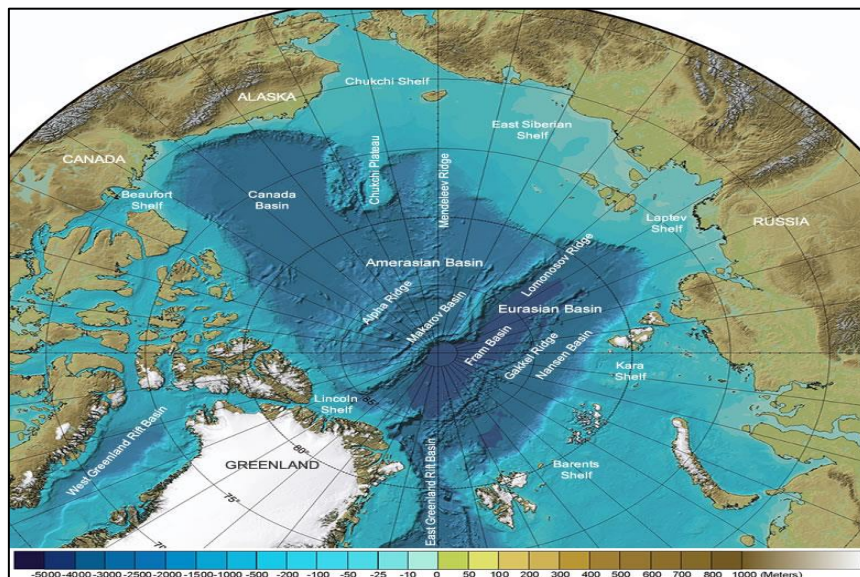 Chukchi Shelf
ALASKA
East Siberian
Shelf
CANADA
Chukchi Plateau
Mendeleev Ridge
Beaufort
Shelf
Canada
Basin
Laptev
Shelf
RUSSIA
Amerasian Basin
Lomonosov Ridge
Alpha Ridge
Makarov Basin
Eurasian Basin
Fram Basin
Gakkel Ridge
Nansen Basin
Kara
Shelf
Lincoln
Shelf
85°
80°
75°
West Greenland Rift Basin
GREENLAND
East Greenland Rift Basin
Barents
Shelf
-5000 -4000 -3000 -2500 -2000 -1500 -1000 -500 -200 -100 -50 -25 -10 0 50 100 200 300 400 500 600 700 800 1000 (Meters)